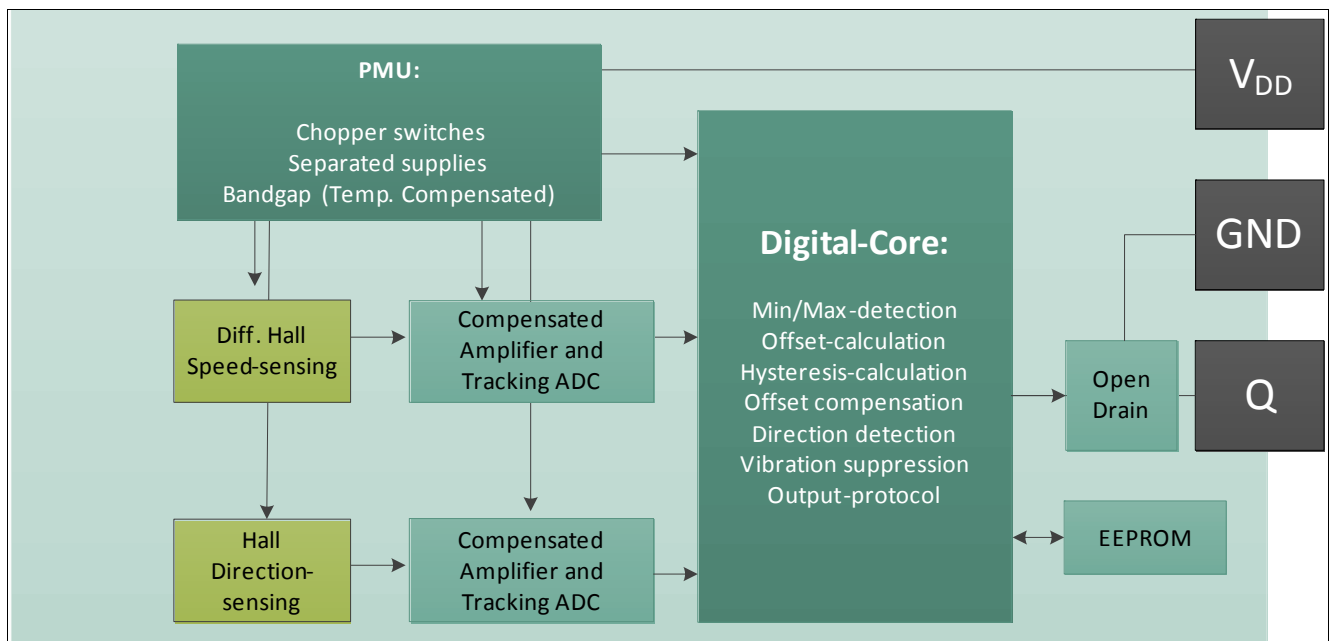 PMU:
Chopper switches
Separated supplies
Bandgap (Temp. Compensated)
V_DD
GND
Digital-Core:
Min/Max-detection
Offset-calculation
Hysteresis-calculation
Offset compensation
Direction detection
Vibration suppression
Output-protocol
Diff. Hall
Speed-sensing
Compensated
Amplifier and
Tracking ADC
Open
Drain
Q
Hall
Direction-
sensing
Compensated
Amplifier and
Tracking ADC
EEPROM